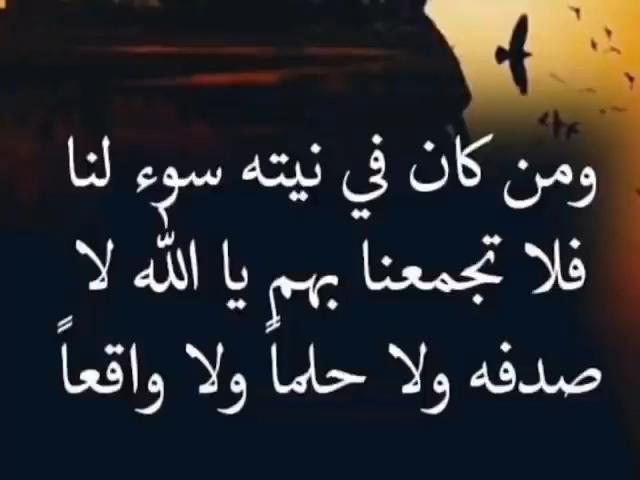 ومن كان في نيته سوء لنا
فلا تجمعنا بهم يا الله لا
صدفه ولا حلماً ولا واقعاً